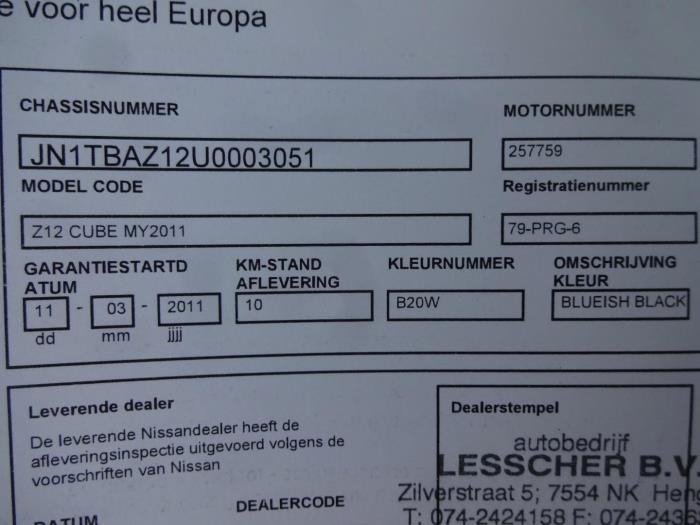 e voor heel Europa
CHASSISNUMMER
MOTORNUMMER
JN1TBAZ12U0003051
257759
MODEL CODE
Registratienummer
Z12 CUBE MY2011
79-PRG-6
GARANTIESTARTD
ATUM
KM-STAND
AFLEVERING
KLEURNUMMER
OMSCHRIJVING
KLEUR
11 - 03 - 2011
10
B20W
BLUEISH BLACK
dd mm jjjj
Leverende dealer
Dealerstempel
De leverende Nissandealer heeft de
afleveringsinspectie uitgevoerd volgens de
voorschriften van Nissan
autobedrijf
LESSCHER B.V.
Zilverstraat 5; 7554 NK Heng
DEALERCODE
DATUM
T: 074-2424158 F: 074-2436